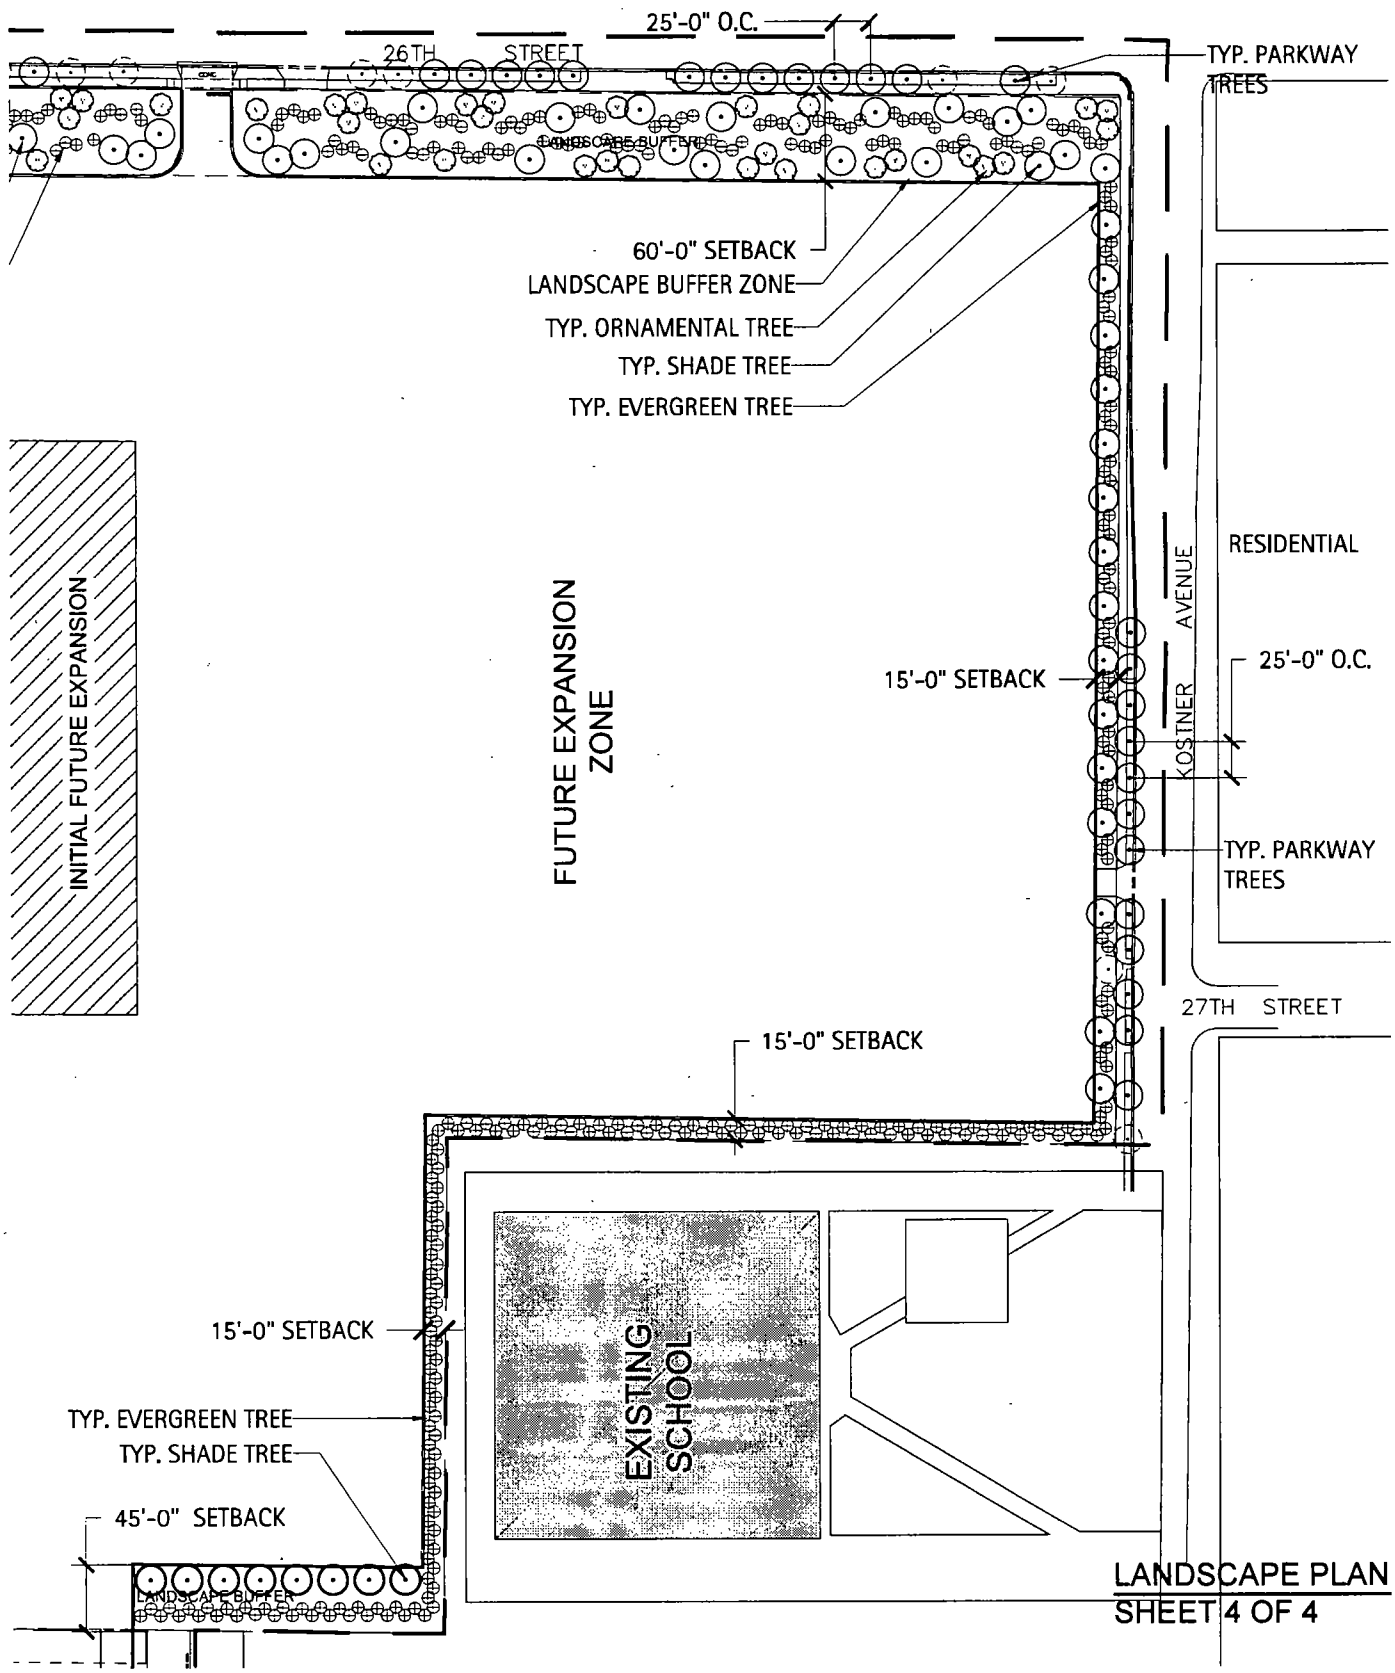 25'-0" O.C.
26TH STREET
TYP. PARKWAY
TREES
CONC
LANDSCAPE BUFFER
60'-0" SETBACK
LANDSCAPE BUFFER ZONE
TYP. ORNAMENTAL TREE
TYP. SHADE TREE
TYP. EVERGREEN TREE
INITIAL FUTURE EXPANSION
FUTURE EXPANSION
ZONE
RESIDENTIAL
KOSTNER AVENUE
15'-0" SETBACK
25'-0" O.C.
TYP. PARKWAY
TREES
27TH STREET
15'-0" SETBACK
15'-0" SETBACK
EXISTING
SCHOOL
TYP. EVERGREEN TREE
TYP. SHADE TREE
45'-0" SETBACK
LANDSCAPE BUFFER
LANDSCAPE PLAN
SHEET 4 OF 4